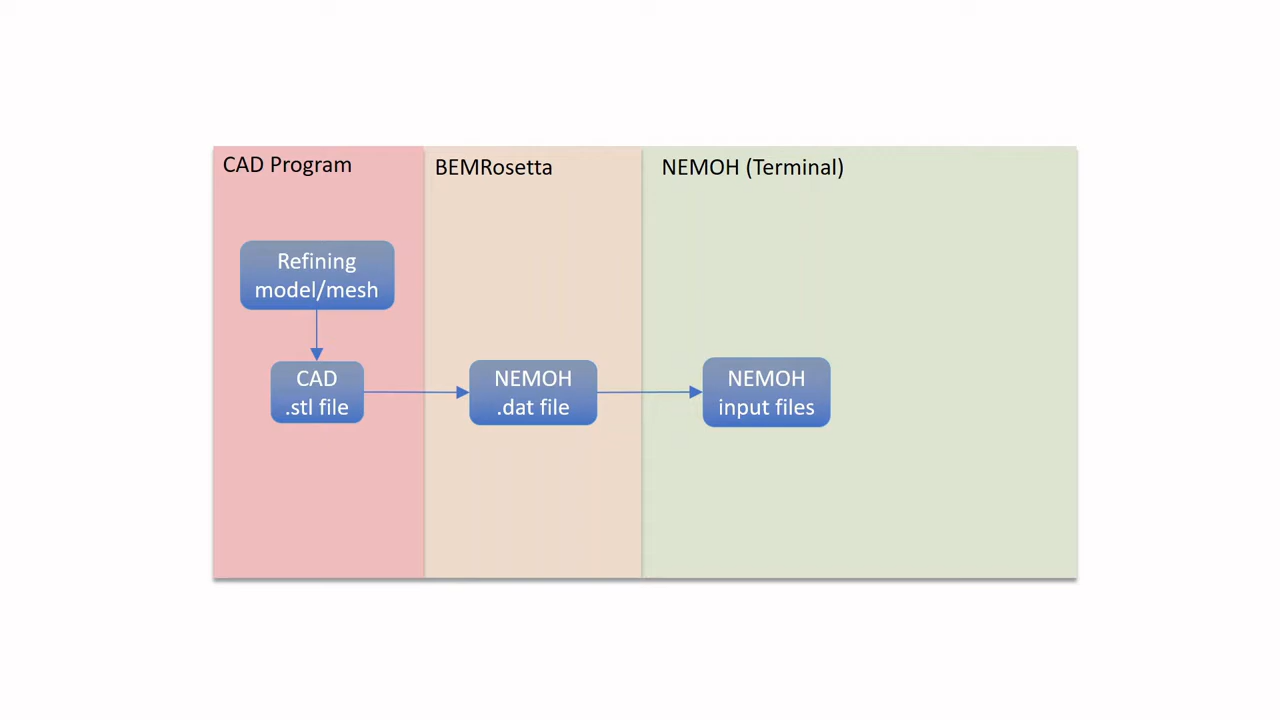 CAD Program
BEMRosetta
NEMOH (Terminal)
Refining
model/mesh
CAD
.stl file
NEMOH
.dat file
NEMOH
input files